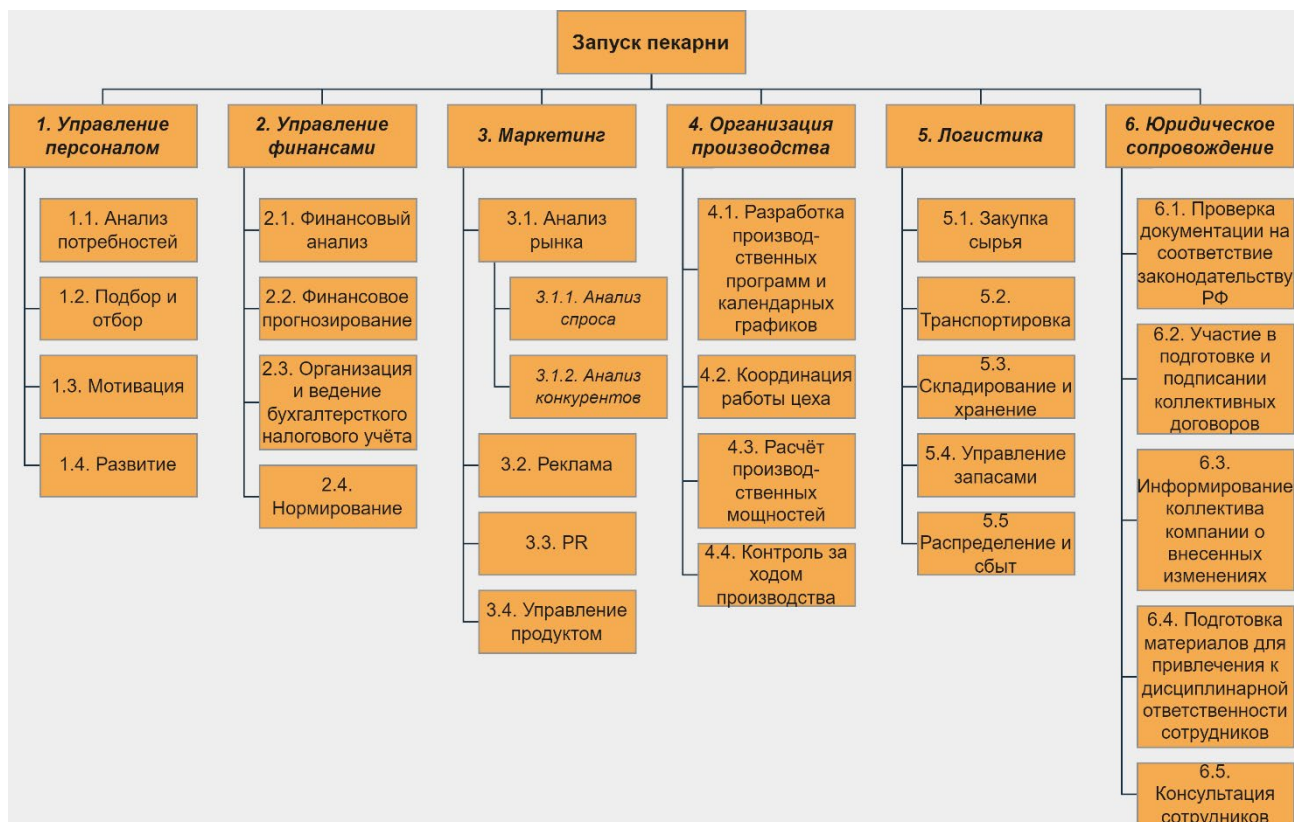 Запуск пекарни
1. Управление
персоналом
1.1. Анализ
потребностей
1.2. Подбор и
отбор
1.3. Мотивация
1.4. Развитие
2. Управление
финансами
2.1. Финансовый
анализ
2.2. Финансовое
прогнозирование
2.3. Организация
и ведение
бухгалтерсткого
налогового учёта
2.4.
Нормирование
3. Маркетинг
3.1. Анализ
рынка
3.1.1. Анализ
спроса
3.1.2. Анализ
конкурентов
3.2. Реклама
3.3. PR
3.4. Управление
продуктом
4. Организация
производства
4.1. Разработка
производ-
ственных
программ и
календарных
графиков
4.2. Координация
работы цеха
4.3. Расчёт
производ-
ственных
мощностей
4.4. Контроль за
ходом
производства
5. Логистика
5.1. Закупка
сырья
5.2.
Транспортировка
5.3.
Складирование и
хранение
5.4. Управление
запасами
5.5
Распределение и
сбыт
6. Юридическое
сопровождение
6.1. Проверка
документации на
соответствие
законодательству
РФ
6.2. Участие в
подготовке и
подписании
коллективных
договоров
6.3.
Информирование
коллектива
компании о
внесенных
изменениях
6.4. Подготовка
материалов для
привлечения к
дисциплинарной
ответственности
сотрудников
6.5.
Консультация
сотрудников